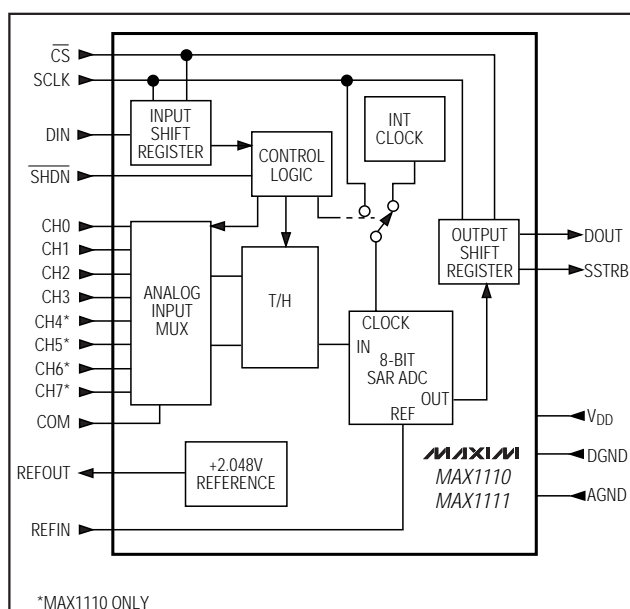 CS
SCLK
DIN
SHDN
CH0
CH1
CH2
CH3
CH4*
CH5*
CH6*
CH7*
COM
REFOUT
REFIN
INPUT
SHIFT
REGISTER
CONTROL
LOGIC
INT
CLOCK
ANALOG
INPUT
MUX
T/H
OUTPUT
SHIFT
REGISTER
DOUT
SSTRB
CLOCK
IN
8-BIT
SAR ADC
OUT
REF
+2.048V
REFERENCE
MAXIM
MAX1110
MAX1111
VDD
DGND
AGND
*MAX1110 ONLY